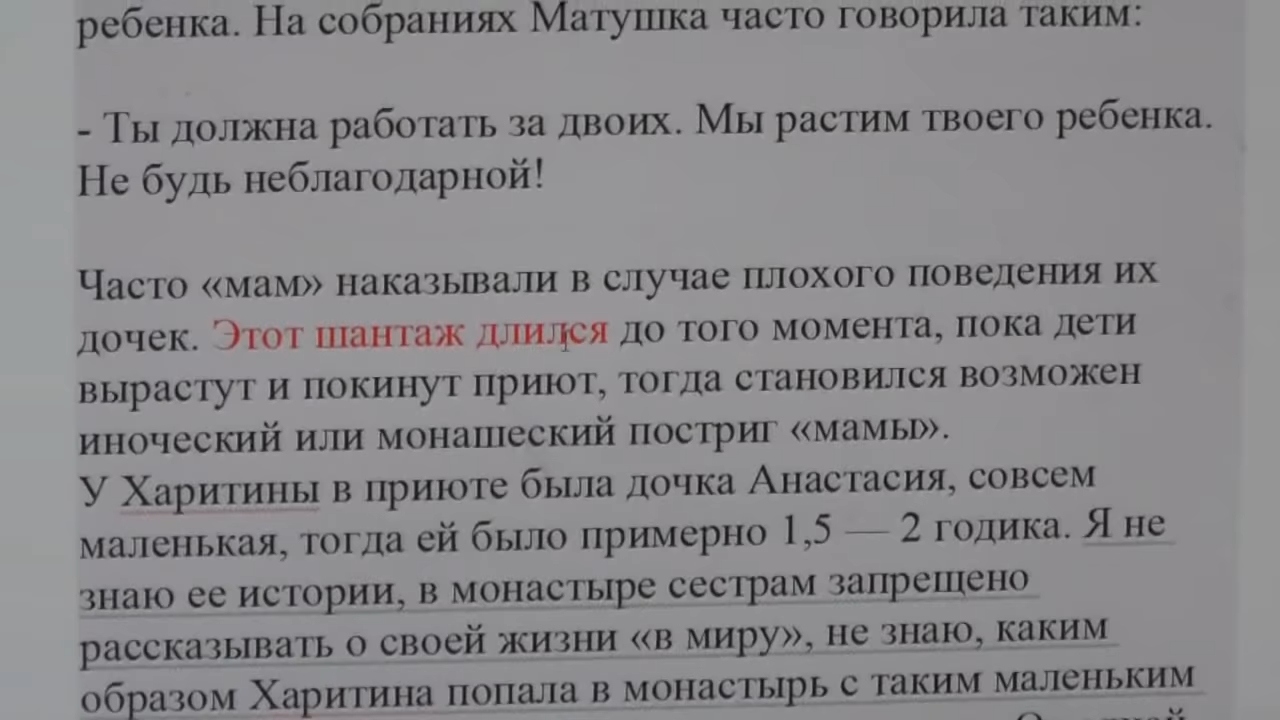 ребенка. На собраниях Матушка часто говорила таким:
- Ты должна работать за двоих. Мы растим твоего ребенка.
Не будь неблагодарной!
Часто «мам» наказывали в случае плохого поведения их
дочек. Этот шантаж длился до того момента, пока дети
вырастут и покинут приют, тогда становился возможен
иноческий или монашеский постриг «мамы».
У Харитины в приюте была дочка Анастасия, совсем
маленькая, тогда ей было примерно 1,5 — 2 годика. Я не
знаю ее истории, в монастыре сестрам запрещено
рассказывать о своей жизни «в миру», не знаю, каким
образом Харитина попала в монастырь с таким маленьким